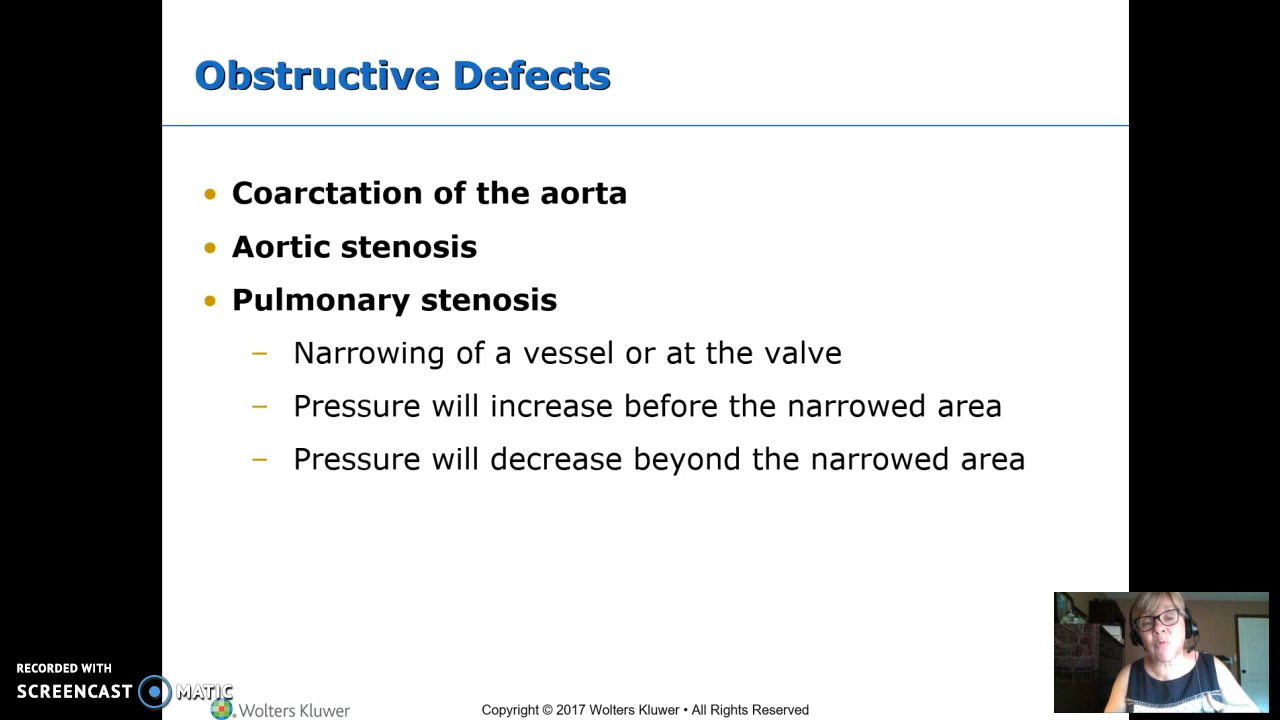 Obstructive Defects
• Coarctation of the aorta
• Aortic stenosis
• Pulmonary stenosis
– Narrowing of a vessel or at the valve
– Pressure will increase before the narrowed area
– Pressure will decrease beyond the narrowed area
RECORDED WITH
SCREENCAST MATIC
Wolters Kluwer
Copyright © 2017 Wolters Kluwer • All Rights Reserved